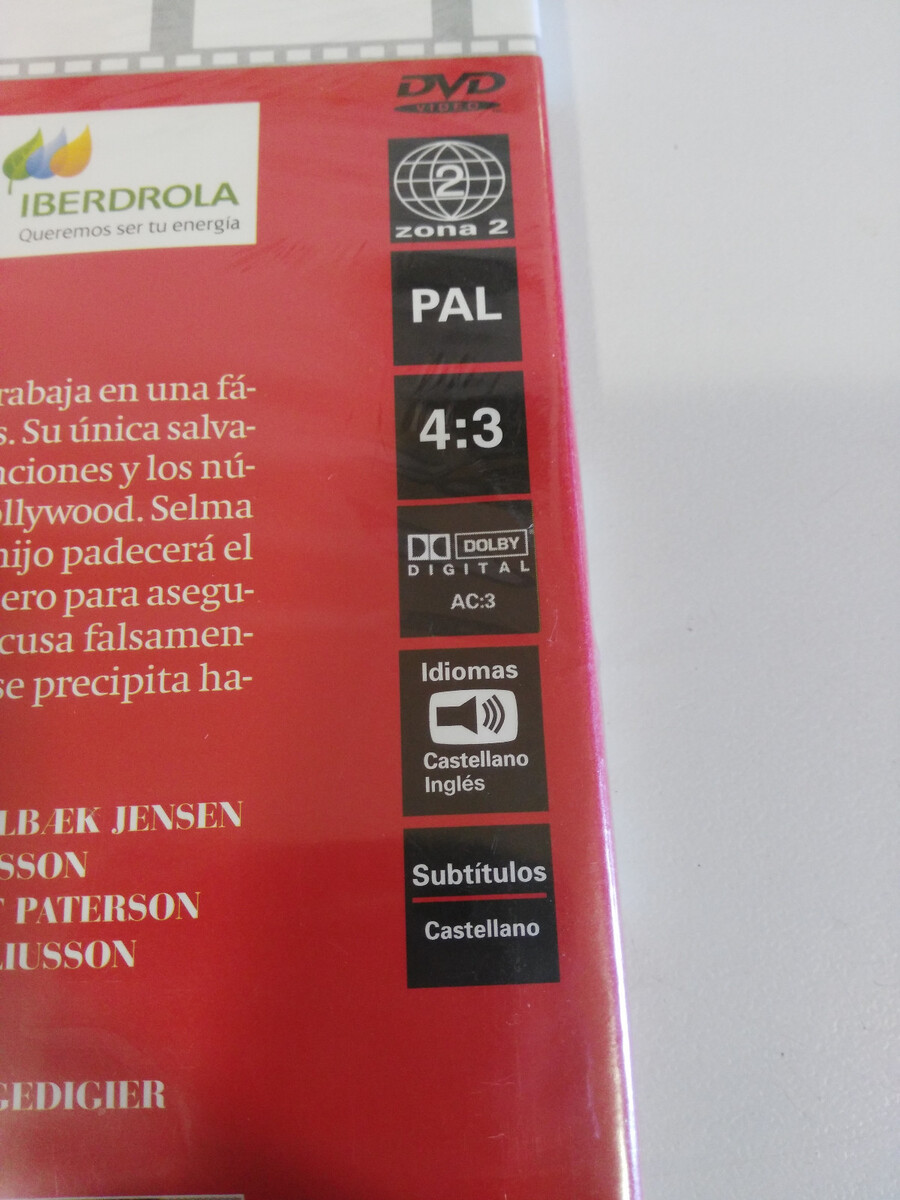 DVD
VIDEO
IBERDROLA
Queremos ser tu energía
2
zona 2
PAL
4:3
DOLBY
DIGITAL
AC:3
Idiomas
Castellano
Inglés
Subtítulos
Castellano
rabaja en una fá-
s. Su única salva-
nciones y los nú-
ollywood. Selma
hijo padecerá el
ero para asegu-
cusa falsamen-
se precipita ha-
LBÆK JENSEN
SSON
T PATERSON
LIUSSON
GEDIGIER